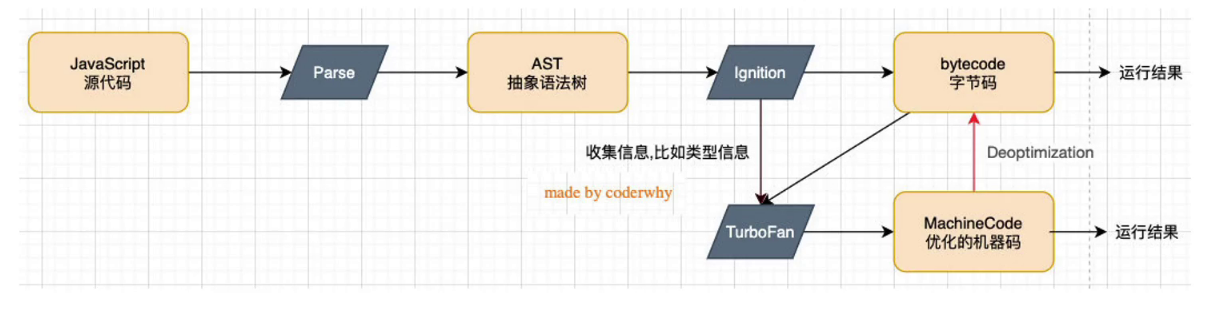 JavaScript
源代码
Parse
AST
抽象语法树
Ignition
bytecode
字节码
运行结果
收集信息,比如类型信息
Deoptimization
made by coderwhy
TurboFan
MachineCode
优化的机器码
运行结果